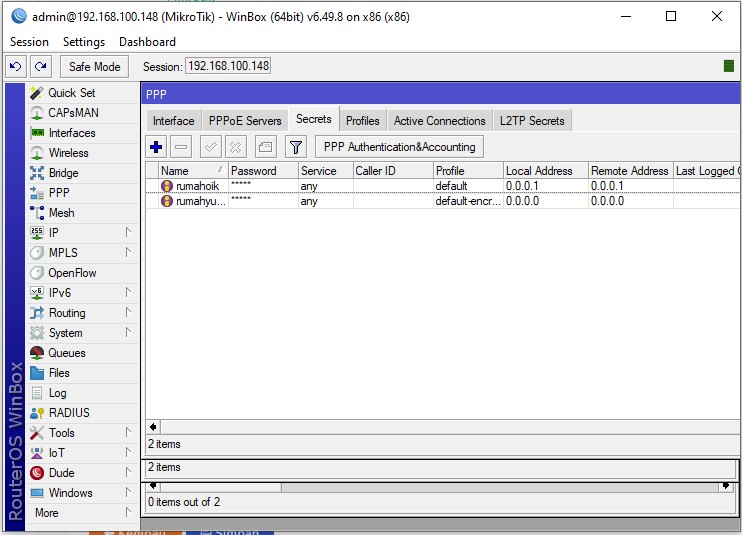 admin@192.168.100.148 (MikroTik) - WinBox (64bit) v6.49.8 on x86 (x86)
Session Settings Dashboard
Safe Mode Session: 192.168.100.148
RouterOS WinBox
Quick Set
CAPsMAN
Interfaces
Wireless
Bridge
PPP
Mesh
IP
MPLS
OpenFlow
IPv6
Routing
System
Queues
Files
Log
RADIUS
Tools
IoT
Dude
Windows
More
PPP
Interface PPPoE Servers Secrets Profiles Active Connections L2TP Secrets
PPP Authentication&Accounting
Name Password Service Caller ID Profile Local Address Remote Address Last Logged
rumahoik ***** any default 0.0.0.1 0.0.0.1
rumahyu... ***** any default-encr... 0.0.0.0 0.0.0.0
2 items
2 items
0 items out of 2